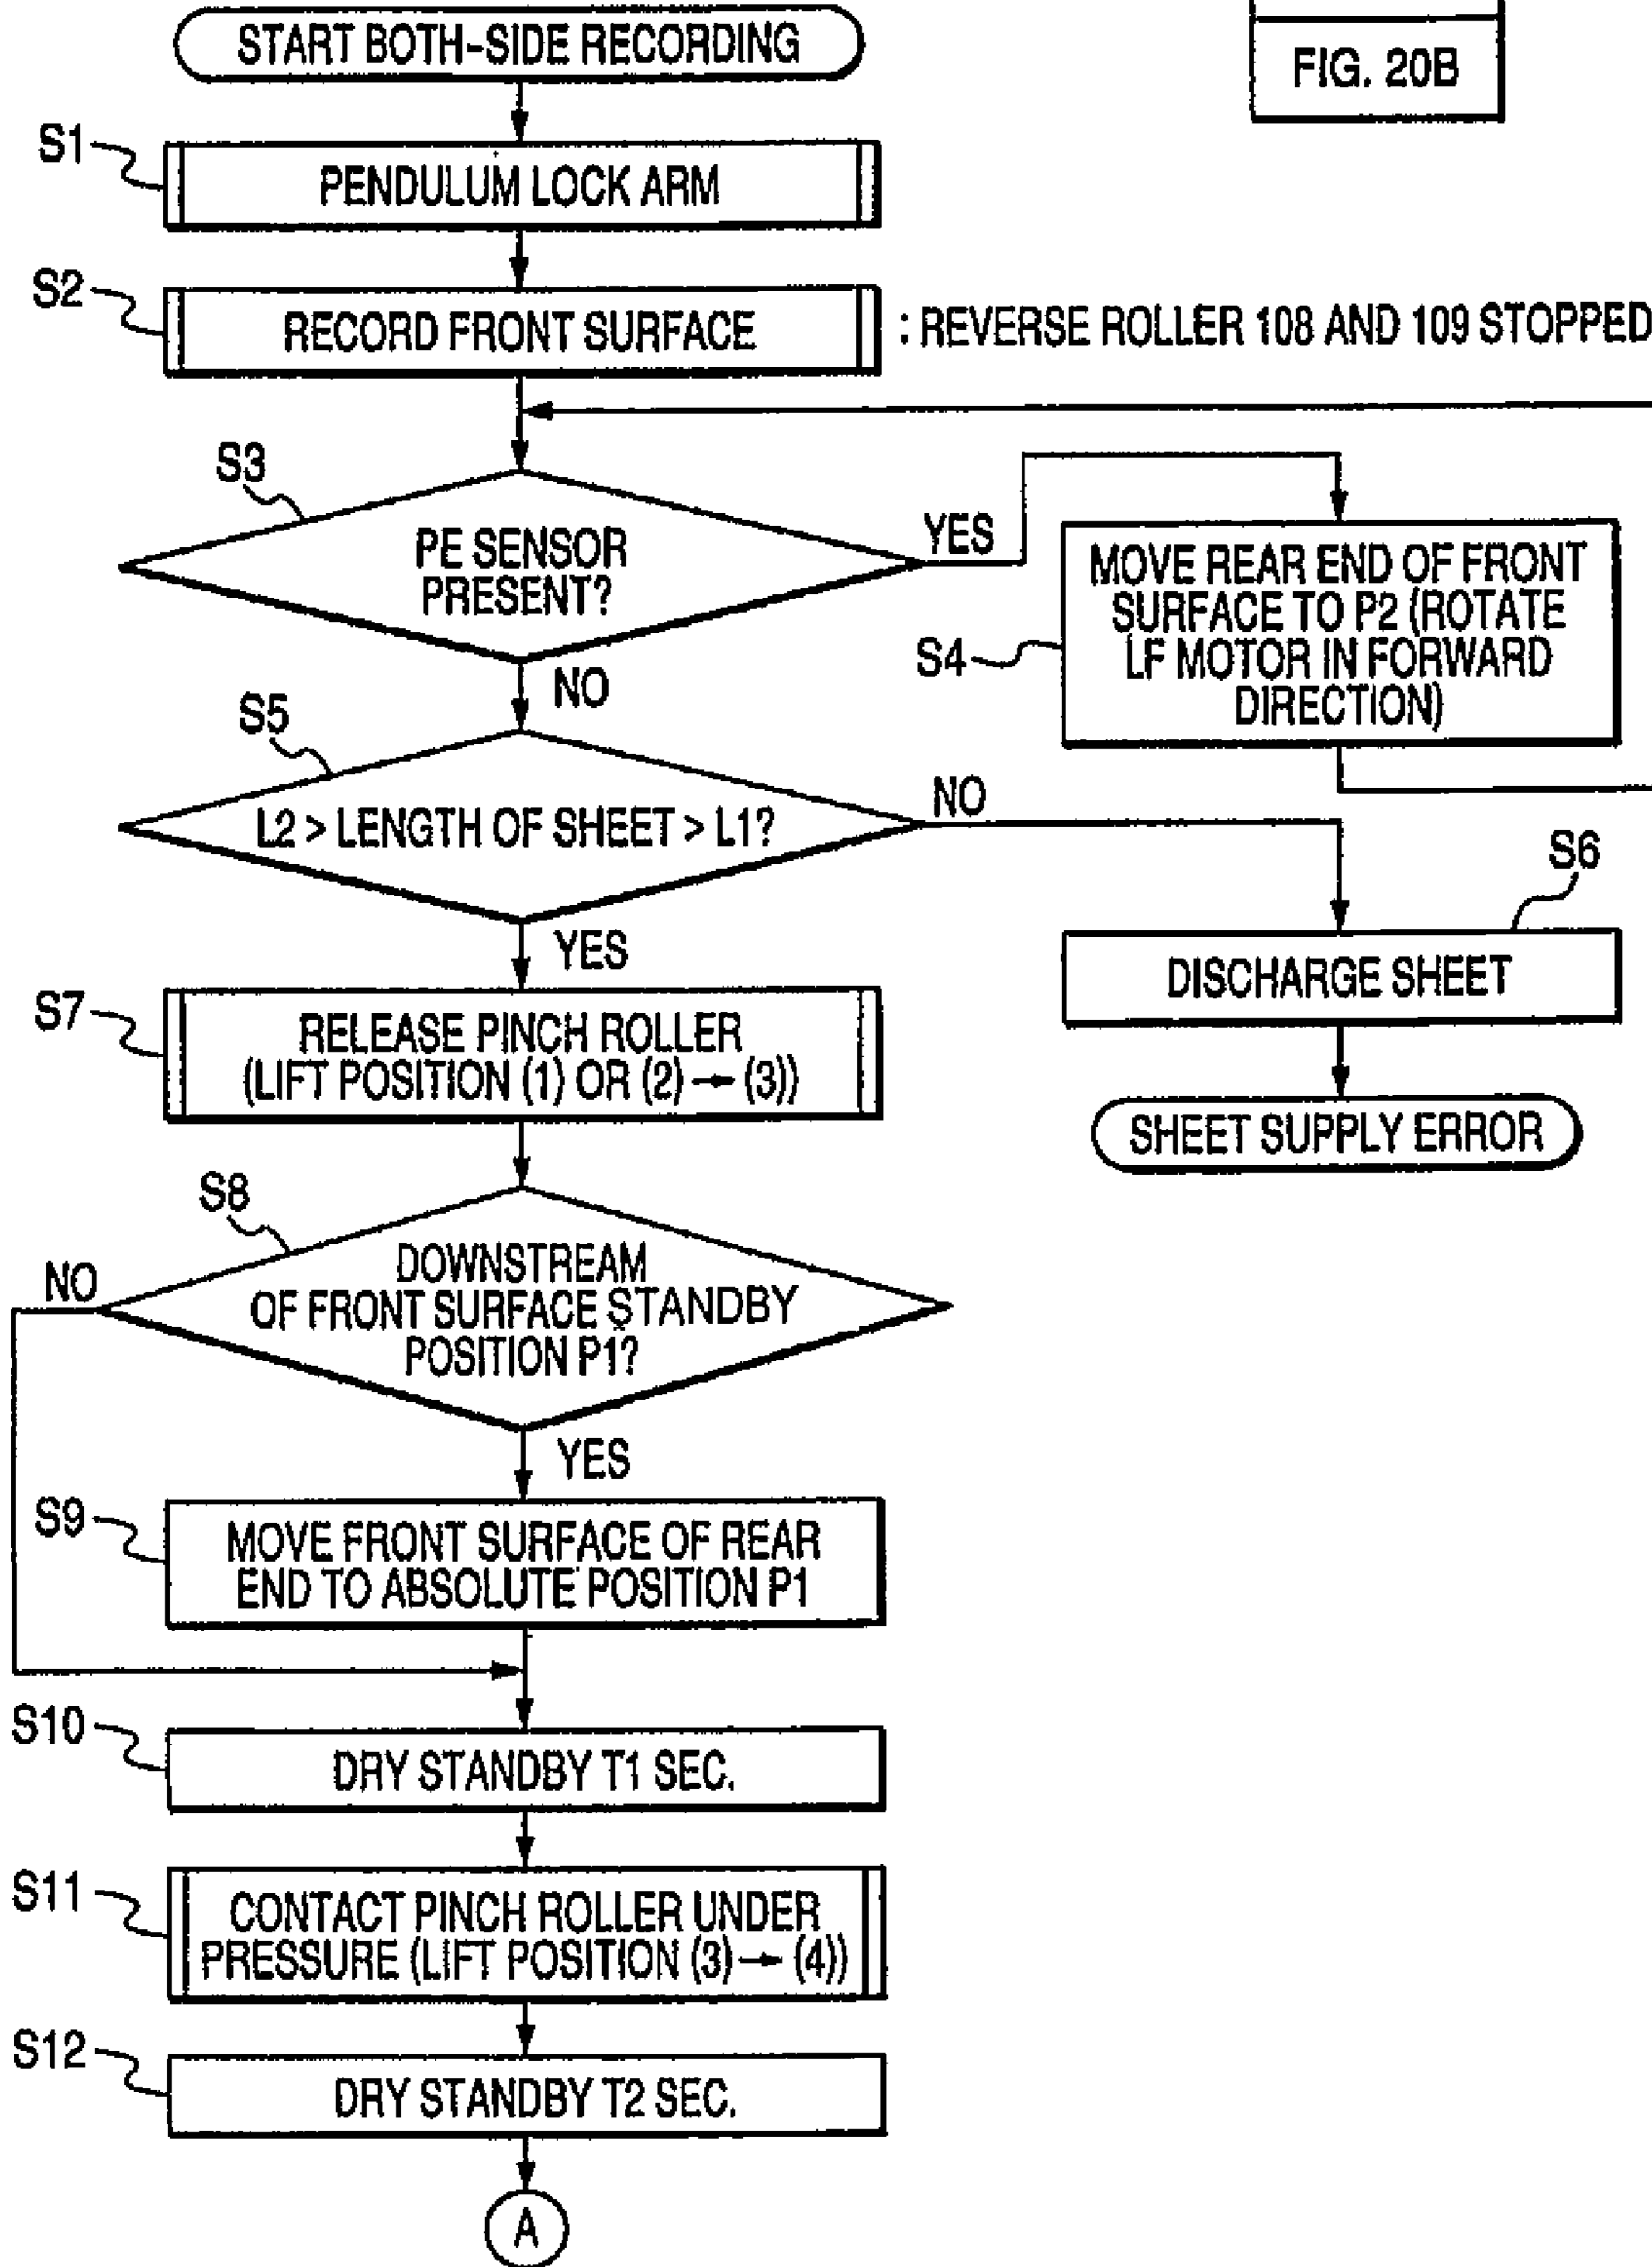 START BOTH-SIDE RECORDING
FIG. 20B
S1
PENDULUM LOCK ARM
S2
RECORD FRONT SURFACE
: REVERSE ROLLER 108 AND 109 STOPPED
S3
PE SENSOR
PRESENT?
YES
NO
S4
MOVE REAR END OF FRONT
SURFACE TO P2 (ROTATE
LF MOTOR IN FORWARD
DIRECTION)
S5
L2 > LENGTH OF SHEET > L1?
NO
YES
S6
DISCHARGE SHEET
SHEET SUPPLY ERROR
S7
RELEASE PINCH ROLLER
(LIFT POSITION (1) OR (2) → (3))
S8
DOWNSTREAM
OF FRONT SURFACE STANDBY
POSITION P1?
NO
YES
S9
MOVE FRONT SURFACE OF REAR
END TO ABSOLUTE POSITION P1
S10
DRY STANDBY T1 SEC.
S11
CONTACT PINCH ROLLER UNDER
PRESSURE (LIFT POSITION (3) → (4))
S12
DRY STANDBY T2 SEC.
A